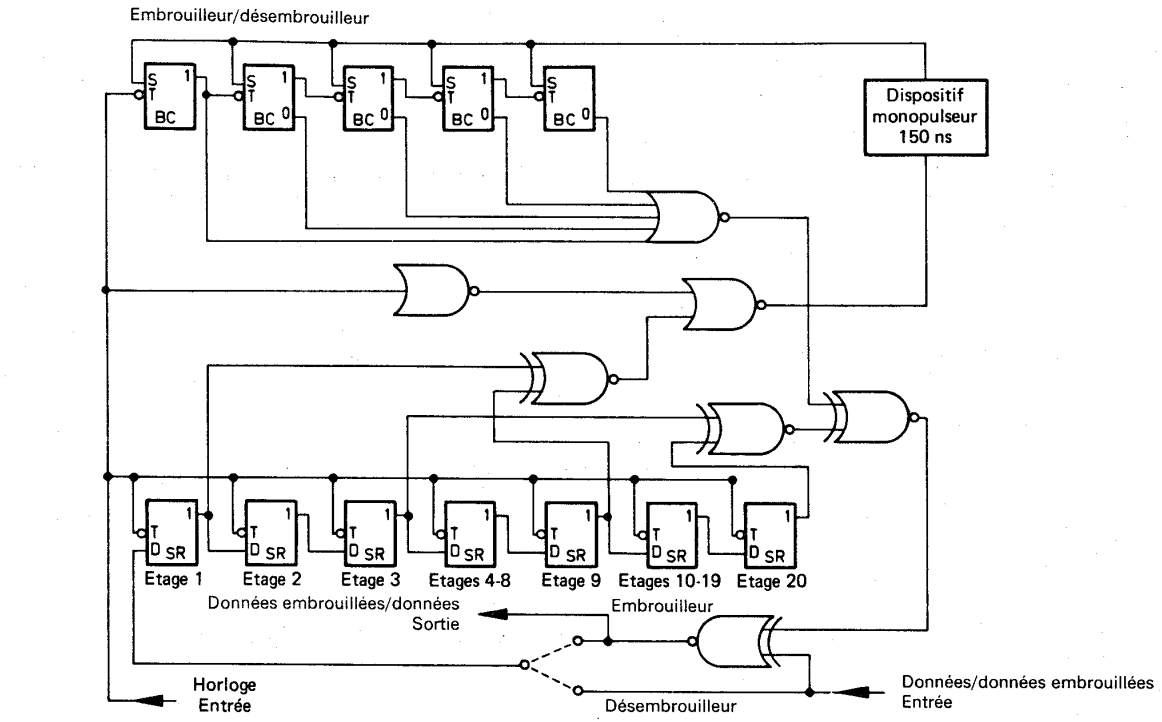 Embrouilleur/désembrouilleur
S 1 S 1 S 1 S 1 S
T T T T T
BC BC 0 BC 0 BC 0 BC 0
Dispositif
monopulseur
150 ns
1 1 1 1 1 1 1
T T T T T T T
D SR D SR D SR D SR D SR D SR D SR
Etage 1 Etage 2 Etage 3 Etages 4-8 Etage 9 Etages 10-19 Etage 20
Données embrouillées/données
Sortie
Embrouilleur
Horloge
Entrée
Désembrouilleur
Données/données embrouillées
Entrée